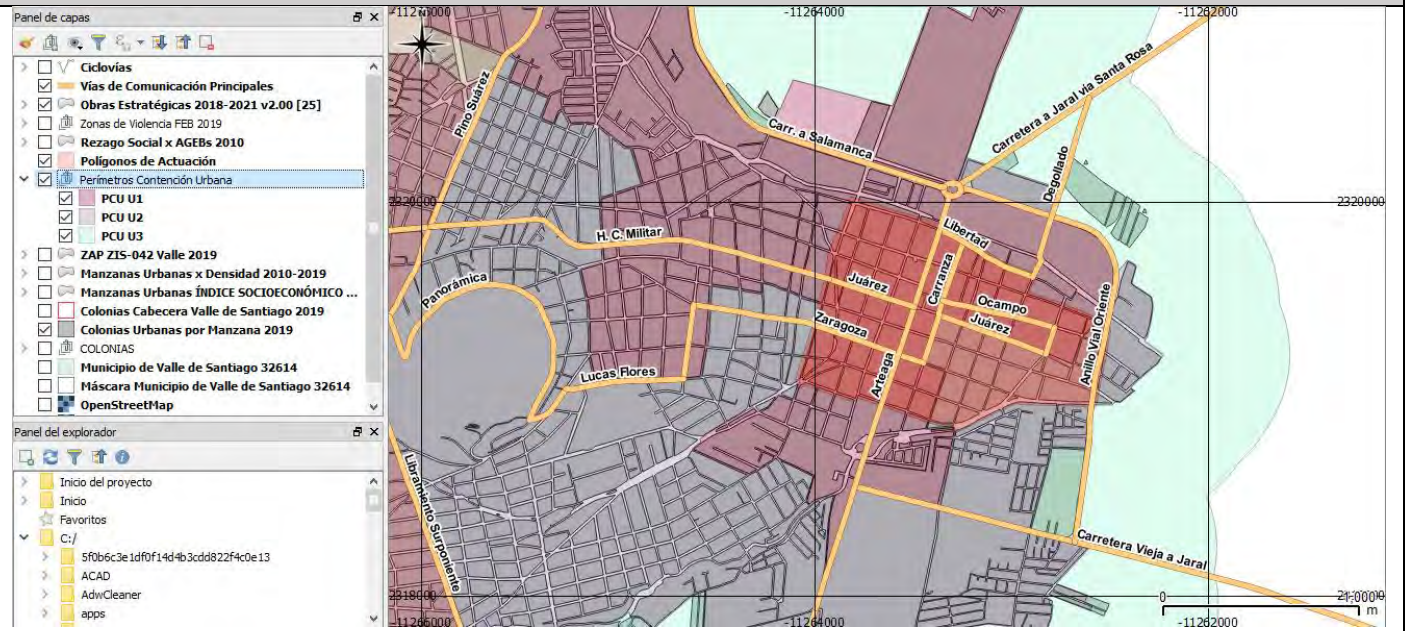 Panel de capas
Ciclovías
Vías de Comunicación Principales
Obras Estratégicas 2018-2021 v2.00 [25]
Zonas de Violencia FEB 2019
Rezago Social x AGEBs 2010
Polígonos de Actuación
Perímetros Contención Urbana
PCU U1
PCU U2
PCU U3
ZAP ZIS-042 Valle 2019
Manzanas Urbanas x Densidad 2010-2019
Manzanas Urbanas ÍNDICE SOCIOECONÓMICO ...
Colonias Cabecera Valle de Santiago 2019
Colonias Urbanas por Manzana 2019
COLONIAS
Municipio de Valle de Santiago 32614
Máscara Municipio de Valle de Santiago 32614
OpenStreetMap
Panel del explorador
Inicio del proyecto
Inicio
Favoritos
C:/
5f0b6c3e1df0f14d4b3cdd822f4c0e13
ACAD
AdwCleaner
apps
-11264000
-11262000
Pino Suárez
Carr. a Salamanca
Carretera a Jaral via Santa Rosa
Degollado
2320000
2320000
H. C. Militar
Libertad
Panorámica
Juárez
Carranza
Ocampo
Juárez
Zaragoza
Anillo Vial Oriente
Arteaga
Lucas Flores
Libramiento Surponiente
Carretera Vieja a Jaral
2318000
0
1,000
m
-11264000
-11262000